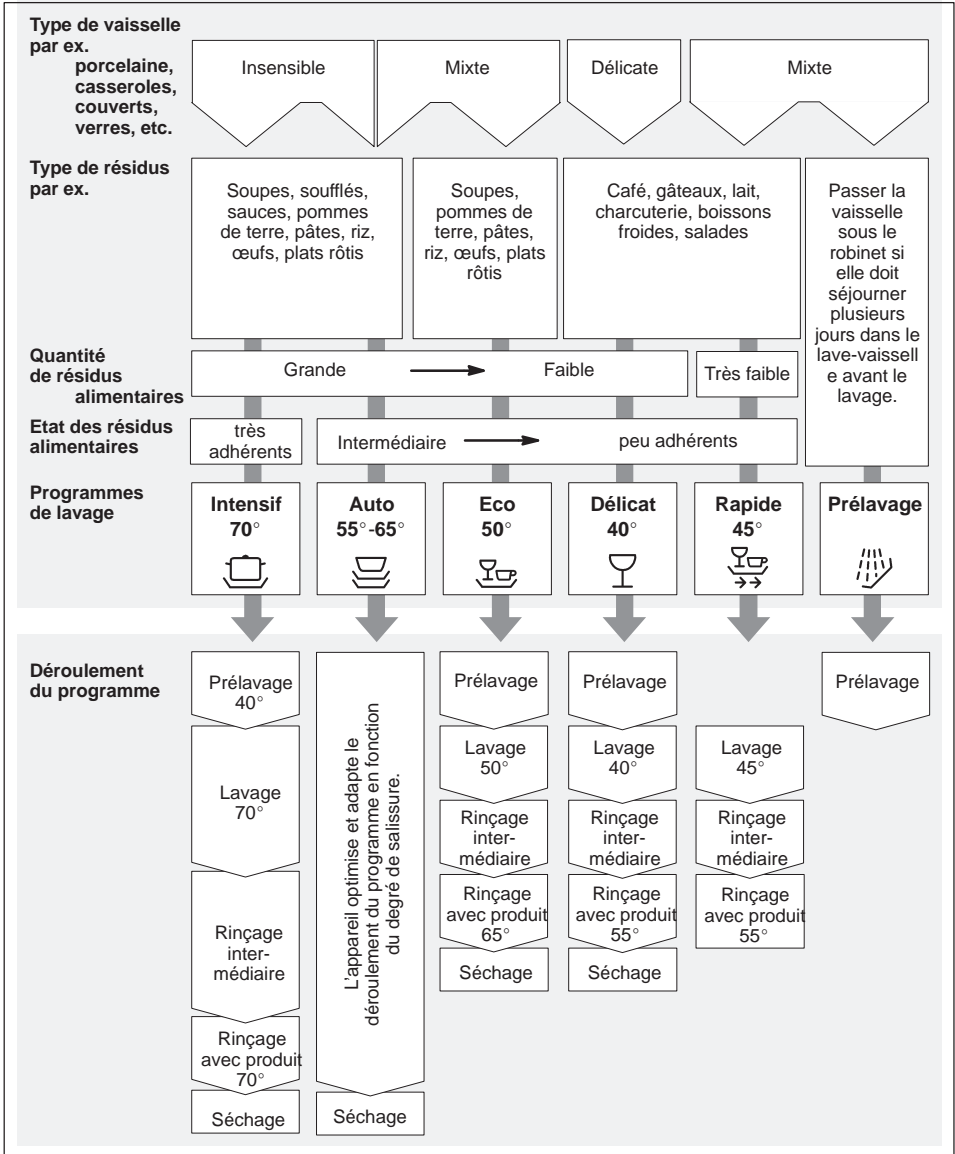 Type de vaisselle
par ex.
porcelaine,
casseroles,
couverts,
verres, etc.
Insensible
Mixte
Délicate
Mixte
Type de résidus
par ex.
Soupes, soufflés,
sauces, pommes
de terre, pâtes, riz,
œufs, plats rôtis
Soupes,
pommes de
terre, pâtes,
riz, œufs, plats
rôtis
Café, gâteaux, lait,
charcuterie, boissons
froides, salades
Passer la
vaisselle
sous le
robinet si
elle doit
séjourner
plusieurs
jours dans le
lave-vaissell
e avant le
lavage.
Quantité
de résidus
alimentaires
Grande
Faible
Très faible
Etat des résidus
alimentaires
très
adhérents
Intermédiaire
peu adhérents
Programmes
de lavage
Intensif
70°
Auto
55°-65°
Eco
50°
Délicat
40°
Rapide
45°
Prélavage
Déroulement
du programme
Prélavage
40°
Lavage
70°
Rinçage
inter-
médiaire
Rinçage
avec produit
70°
Séchage
L'appareil optimise et adapte le
déroulement du programme en fonction
du degré de salissure.
Séchage
Prélavage
Lavage
50°
Rinçage
inter-
médiaire
Rinçage
avec produit
65°
Séchage
Prélavage
Lavage
40°
Rinçage
inter-
médiaire
Rinçage
avec produit
55°
Séchage
Lavage
45°
Rinçage
inter-
médiaire
Rinçage
avec produit
55°
Prélavage